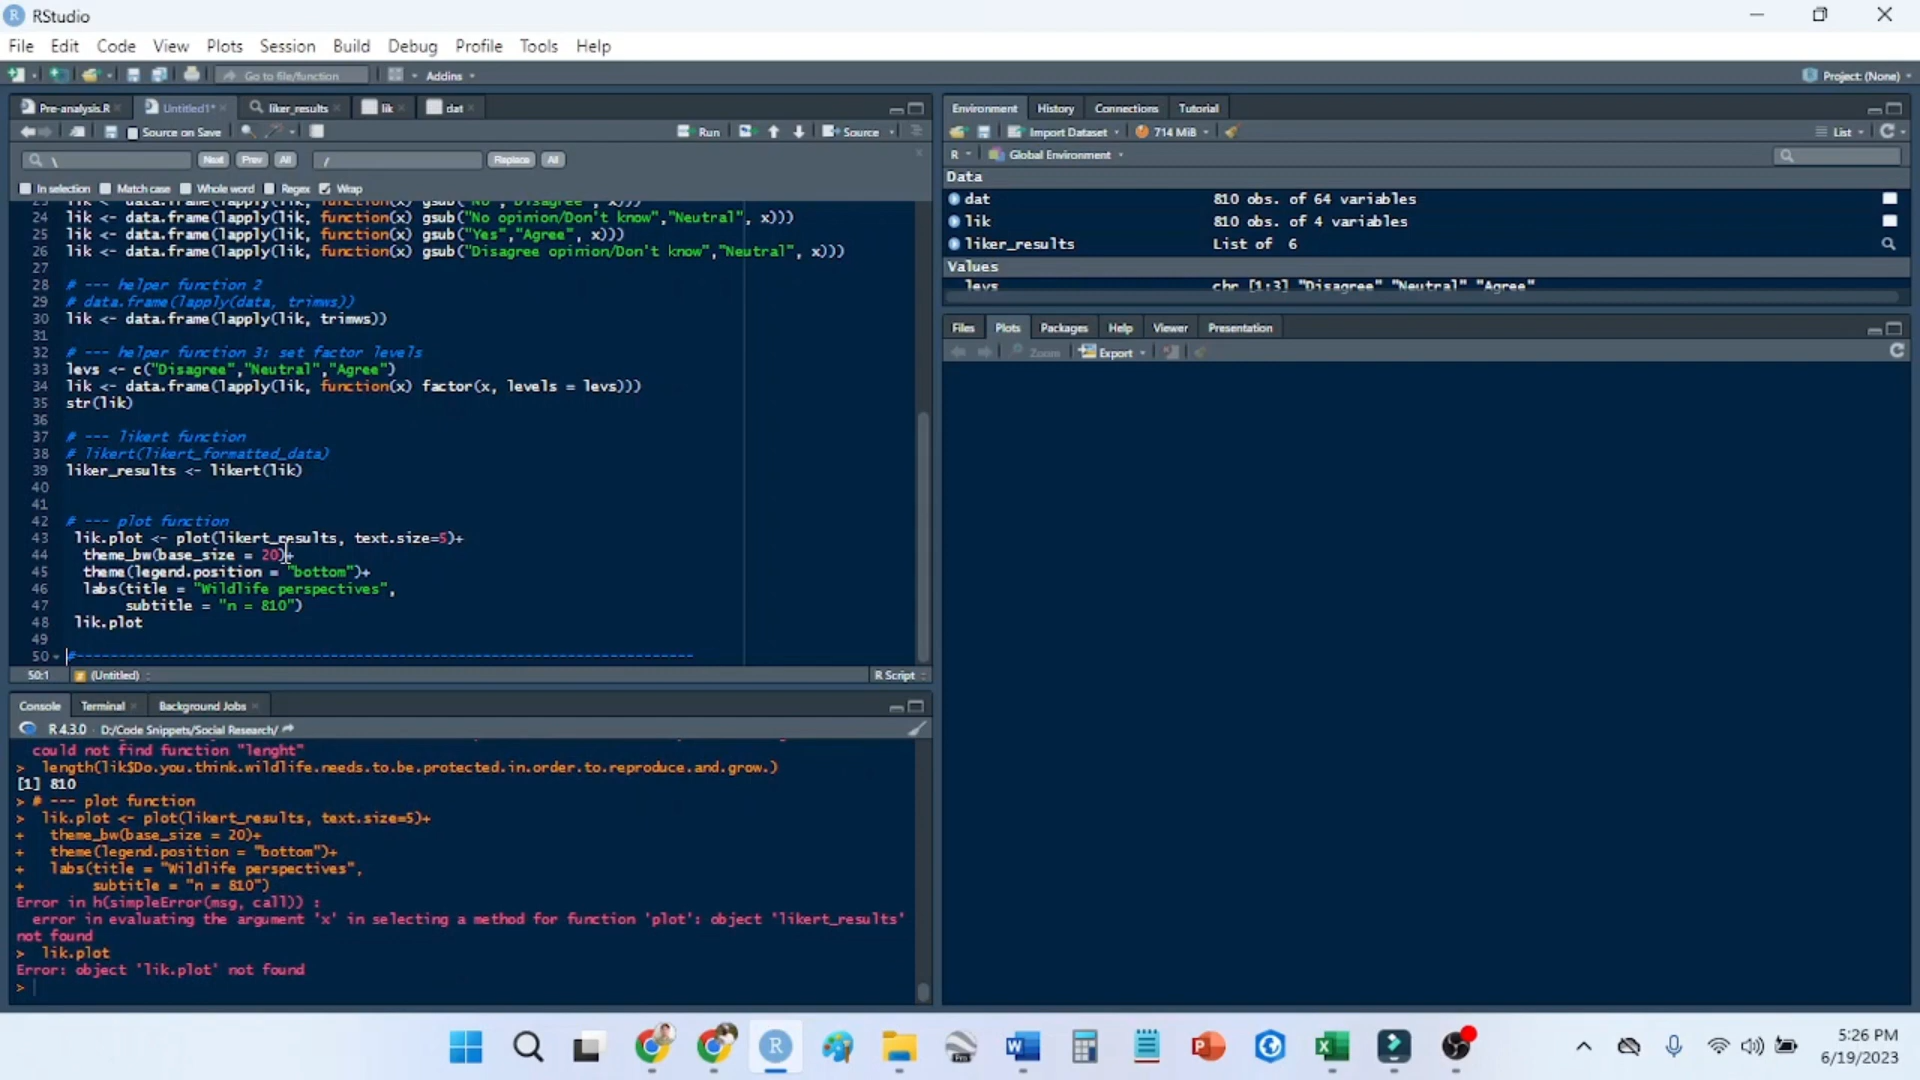 RStudio
File Edit Code View Plots Session Build Debug Profile Tools Help
Go to file/function Addins Project: (None)
Pre-analysis.R Untitled1* liker_results lik dat
Source on Save Run Source
\ Next Prev All / Replace All
In selection Match case Whole word Regex Wrap
23 lik <- data.frame(lapply(lik, function(x) gsub("No","Disagree", x)))
24 lik <- data.frame(lapply(lik, function(x) gsub("No opinion/Don't know","Neutral", x)))
25 lik <- data.frame(lapply(lik, function(x) gsub("Yes","Agree", x)))
26 lik <- data.frame(lapply(lik, function(x) gsub("Disagree opinion/Don't know","Neutral", x)))
27
28 # --- helper function 2
29 # data.frame(lapply(data, trimws))
30 lik <- data.frame(lapply(lik, trimws))
31
32 # --- helper function 3: set factor levels
33 levs <- c("Disagree","Neutral","Agree")
34 lik <- data.frame(lapply(lik, function(x) factor(x, levels = levs)))
35 str(lik)
36
37 # --- likert function
38 # likert(likert_formatted_data)
39 liker_results <- likert(lik)
40
41
42 # --- plot function
43 lik.plot <- plot(likert_results, text.size=5)+
44 theme_bw(base_size = 20)+
45 theme(legend.position = "bottom")+
46 labs(title = "Wildlife perspectives",
47 subtitle = "n = 810")
48 lik.plot
49
50 #--------------------------------------------------------------------------
50:1 (Untitled) R Script
Console Terminal Background Jobs
R 4.3.0 · D:/Code Snippets/Social Research/
could not find function "lenght"
> length(lik$Do.you.think.wildlife.needs.to.be.protected.in.order.to.reproduce.and.grow.)
[1] 810
> # --- plot function
> lik.plot <- plot(likert_results, text.size=5)+
+ theme_bw(base_size = 20)+
+ theme(legend.position = "bottom")+
+ labs(title = "Wildlife perspectives",
+ subtitle = "n = 810")
Error in h(simpleError(msg, call)) :
error in evaluating the argument 'x' in selecting a method for function 'plot': object 'likert_results'
not found
> lik.plot
Error: object 'lik.plot' not found
>
Environment History Connections Tutorial
Import Dataset 714 MiB List
R Global Environment
Data
dat 810 obs. of 64 variables
lik 810 obs. of 4 variables
liker_results List of 6
Values
levs chr [1:3] "Disagree" "Neutral" "Agree"
Files Plots Packages Help Viewer Presentation
Zoom Export
5:26 PM
6/19/2023